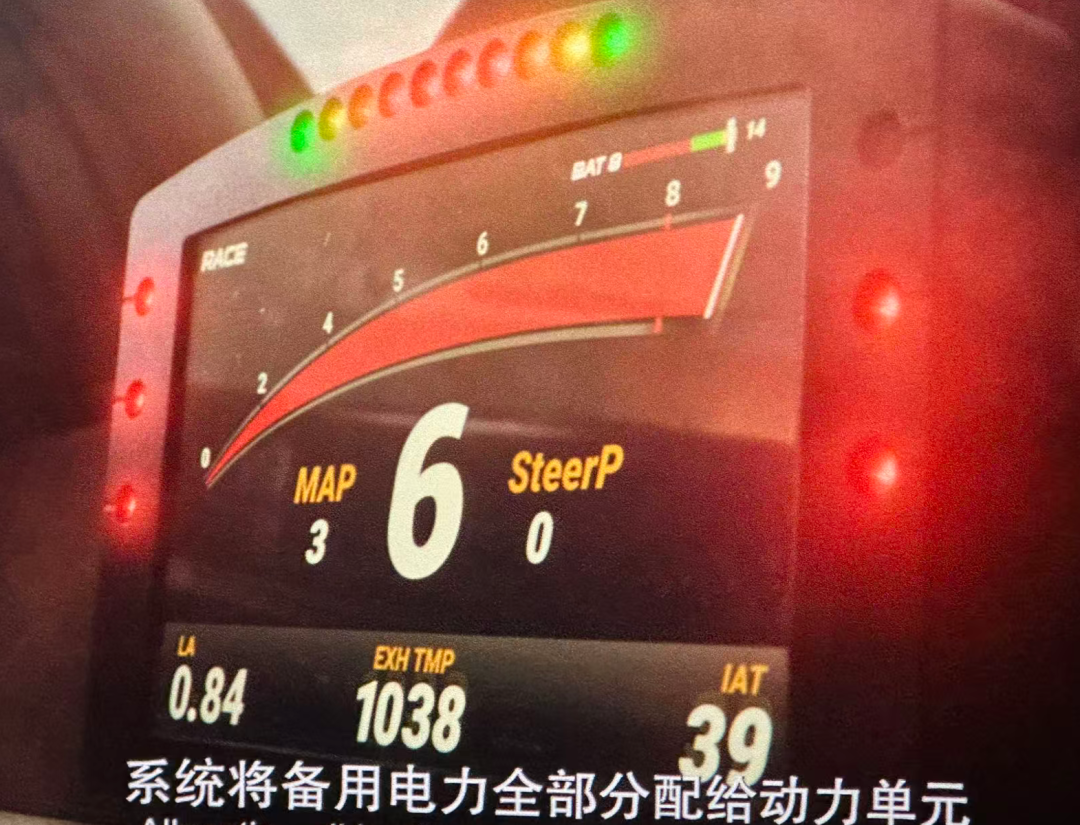 BAT 8 14
RACE
0 2 4 5 6 7 8 9
MAP 6 SteerP
3 0
LA EXH TMP IAT
0.84 1038 39
系统将备用电力全部分配给动力单元